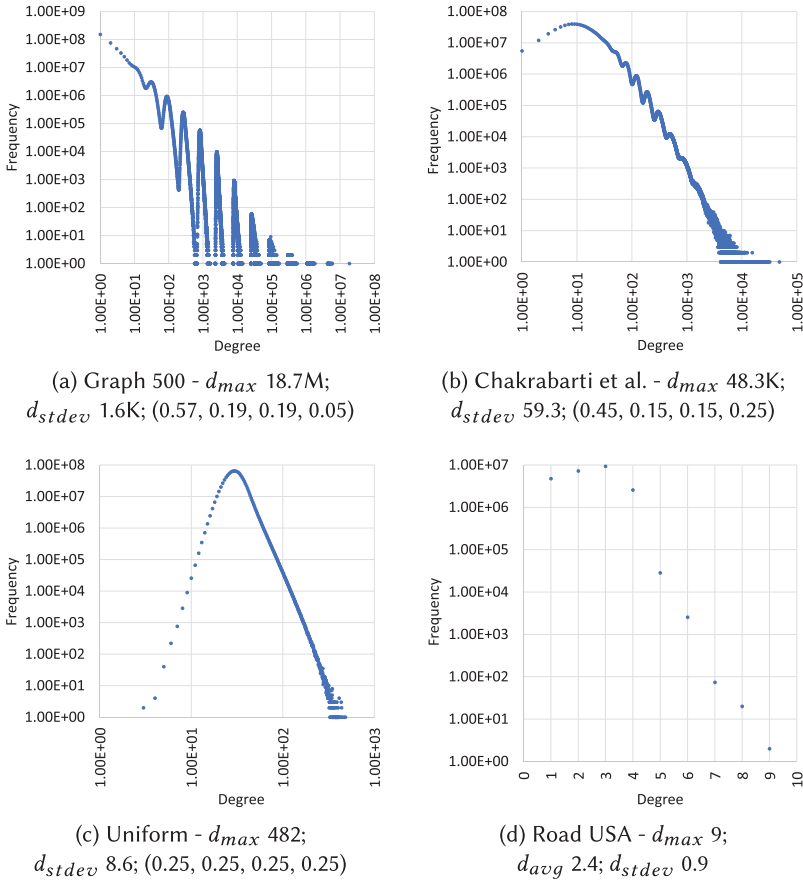 1.00E+09
1.00E+08
1.00E+07
1.00E+06
1.00E+05
1.00E+04
1.00E+03
1.00E+02
1.00E+01
1.00E+00
Frequency
1.00E+00
1.00E+01
1.00E+02
1.00E+03
1.00E+04
1.00E+05
1.00E+06
1.00E+07
1.00E+08
Degree
(a) Graph 500 - dmax 18.7M;
dstdev 1.6K; (0.57, 0.19, 0.19, 0.05)
1.00E+08
1.00E+07
1.00E+06
1.00E+05
1.00E+04
1.00E+03
1.00E+02
1.00E+01
1.00E+00
Frequency
1.00E+00
1.00E+01
1.00E+02
1.00E+03
1.00E+04
1.00E+05
Degree
(b) Chakrabarti et al. - dmax 48.3K;
dstdev 59.3; (0.45, 0.15, 0.15, 0.25)
1.00E+08
1.00E+07
1.00E+06
1.00E+05
1.00E+04
1.00E+03
1.00E+02
1.00E+01
1.00E+00
Frequency
1.00E+00
1.00E+01
1.00E+02
1.00E+03
Degree
(c) Uniform - dmax 482;
dstdev 8.6; (0.25, 0.25, 0.25, 0.25)
1.00E+07
1.00E+06
1.00E+05
1.00E+04
1.00E+03
1.00E+02
1.00E+01
1.00E+00
Frequency
0
1
2
3
4
5
6
7
8
9
10
Degree
(d) Road USA - dmax 9;
davg 2.4; dstdev 0.9